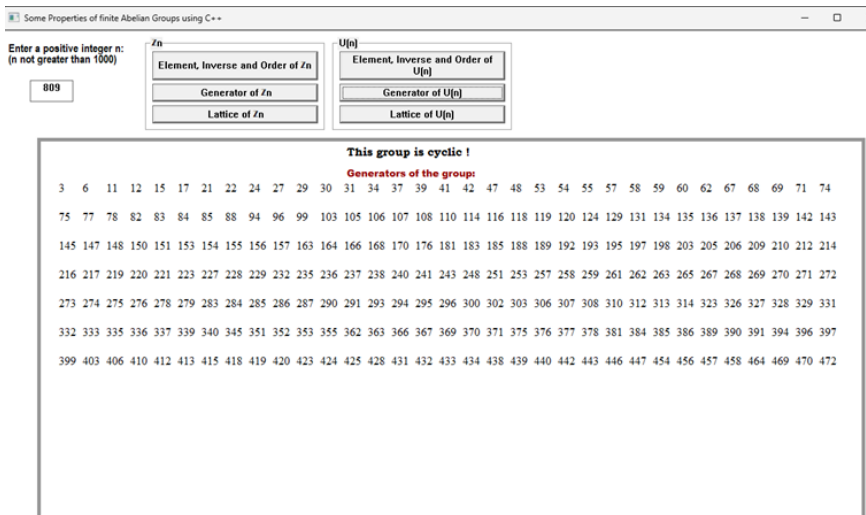 Some Properties of finite Abelian Groups using C++
Enter a positive integer n:
(n not greater than 1000)
809
Zn
Element, Inverse and Order of Zn
Generator of Zn
Lattice of Zn
U(n)
Element, Inverse and Order of
U(n)
Generator of U(n)
Lattice of U(n)
This group is cyclic !
Generators of the group:
3 6 11 12 15 17 21 22 24 27 29 30 31 34 37 39 41 42 47 48 53 54 55 57 58 59 60 62 67 68 69 71 74
75 77 78 82 83 84 85 88 94 96 99 103 105 106 107 108 110 114 116 118 119 120 124 129 131 134 135 136 137 138 139 142 143
145 147 148 150 151 153 154 155 156 157 163 164 166 168 170 176 181 183 185 188 189 192 193 195 197 198 203 205 206 209 210 212 214
216 217 219 220 221 223 227 228 229 232 235 236 237 238 240 241 243 248 251 253 257 258 259 261 262 263 265 267 268 269 270 271 272
273 274 275 276 278 279 283 284 285 286 287 290 291 293 294 295 296 300 302 303 306 307 308 310 312 313 314 323 326 327 328 329 331
332 333 335 336 337 339 340 345 351 352 353 355 362 363 366 367 369 370 371 375 376 377 378 381 384 385 386 389 390 391 394 396 397
399 403 406 410 412 413 415 418 419 420 423 424 425 428 431 432 433 434 438 439 440 442 443 446 447 454 456 457 458 464 469 470 472